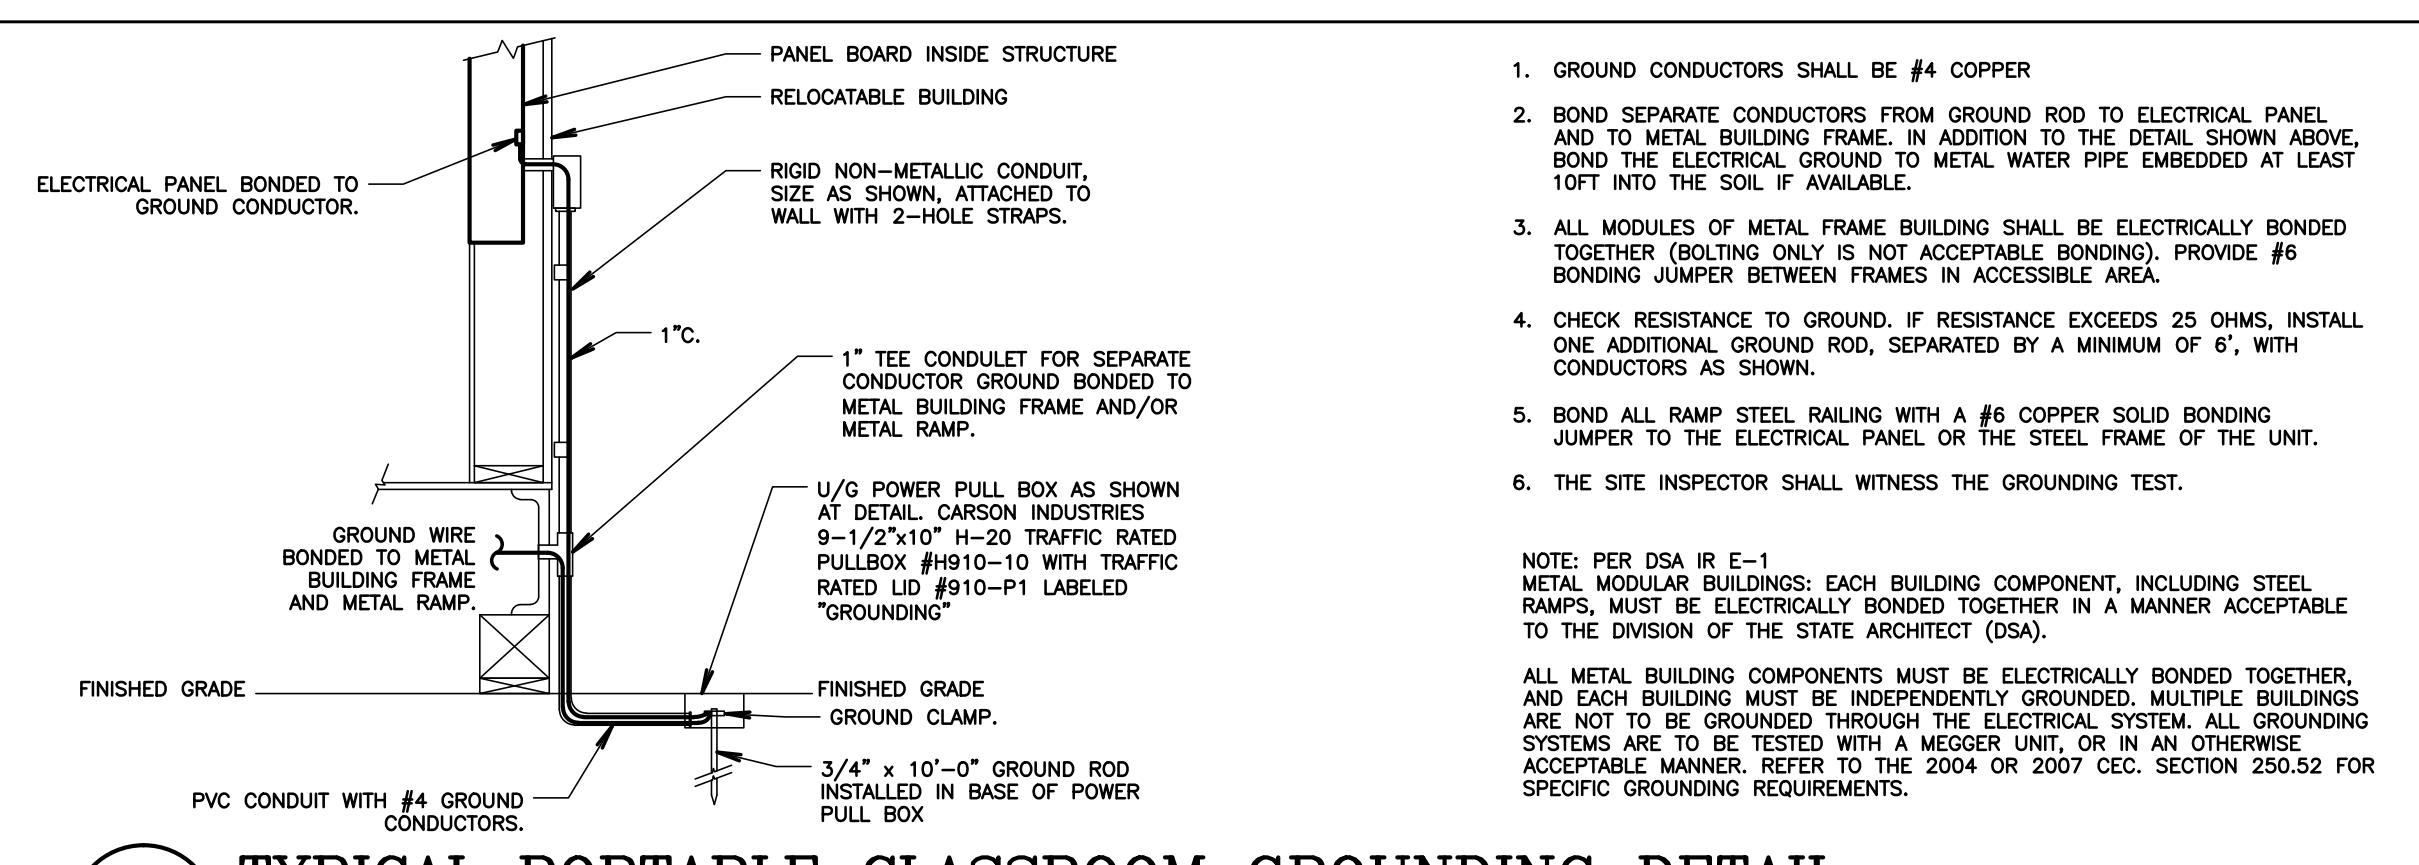 PANEL BOARD INSIDE STRUCTURE
RELOCATABLE BUILDING
ELECTRICAL PANEL BONDED TO
GROUND CONDUCTOR.
RIGID NON-METALLIC CONDUIT,
SIZE AS SHOWN, ATTACHED TO
WALL WITH 2-HOLE STRAPS.
1"C.
1" TEE CONDULET FOR SEPARATE
CONDUCTOR GROUND BONDED TO
METAL BUILDING FRAME AND/OR
METAL RAMP.
U/G POWER PULL BOX AS SHOWN
AT DETAIL. CARSON INDUSTRIES
9-1/2"x10" H-20 TRAFFIC RATED
PULLBOX #H910-10 WITH TRAFFIC
RATED LID #910-P1 LABELED
"GROUNDING"
GROUND WIRE
BONDED TO METAL
BUILDING FRAME
AND METAL RAMP.
FINISHED GRADE
FINISHED GRADE
GROUND CLAMP.
3/4" x 10'-0" GROUND ROD
INSTALLED IN BASE OF POWER
PULL BOX
PVC CONDUIT WITH #4 GROUND
CONDUCTORS.
1. GROUND CONDUCTORS SHALL BE #4 COPPER
2. BOND SEPARATE CONDUCTORS FROM GROUND ROD TO ELECTRICAL PANEL
AND TO METAL BUILDING FRAME. IN ADDITION TO THE DETAIL SHOWN ABOVE,
BOND THE ELECTRICAL GROUND TO METAL WATER PIPE EMBEDDED AT LEAST
10FT INTO THE SOIL IF AVAILABLE.
3. ALL MODULES OF METAL FRAME BUILDING SHALL BE ELECTRICALLY BONDED
TOGETHER (BOLTING ONLY IS NOT ACCEPTABLE BONDING). PROVIDE #6
BONDING JUMPER BETWEEN FRAMES IN ACCESSIBLE AREA.
4. CHECK RESISTANCE TO GROUND. IF RESISTANCE EXCEEDS 25 OHMS, INSTALL
ONE ADDITIONAL GROUND ROD, SEPARATED BY A MINIMUM OF 6', WITH
CONDUCTORS AS SHOWN.
5. BOND ALL RAMP STEEL RAILING WITH A #6 COPPER SOLID BONDING
JUMPER TO THE ELECTRICAL PANEL OR THE STEEL FRAME OF THE UNIT.
6. THE SITE INSPECTOR SHALL WITNESS THE GROUNDING TEST.
NOTE: PER DSA IR E-1
METAL MODULAR BUILDINGS: EACH BUILDING COMPONENT, INCLUDING STEEL
RAMPS, MUST BE ELECTRICALLY BONDED TOGETHER IN A MANNER ACCEPTABLE
TO THE DIVISION OF THE STATE ARCHITECT (DSA).
ALL METAL BUILDING COMPONENTS MUST BE ELECTRICALLY BONDED TOGETHER,
AND EACH BUILDING MUST BE INDEPENDENTLY GROUNDED. MULTIPLE BUILDINGS
ARE NOT TO BE GROUNDED THROUGH THE ELECTRICAL SYSTEM. ALL GROUNDING
SYSTEMS ARE TO BE TESTED WITH A MEGGER UNIT, OR IN AN OTHERWISE
ACCEPTABLE MANNER. REFER TO THE 2004 OR 2007 CEC. SECTION 250.52 FOR
SPECIFIC GROUNDING REQUIREMENTS.
TYPICAL PORTABLE CLASSROOM GROUNDING DETAIL